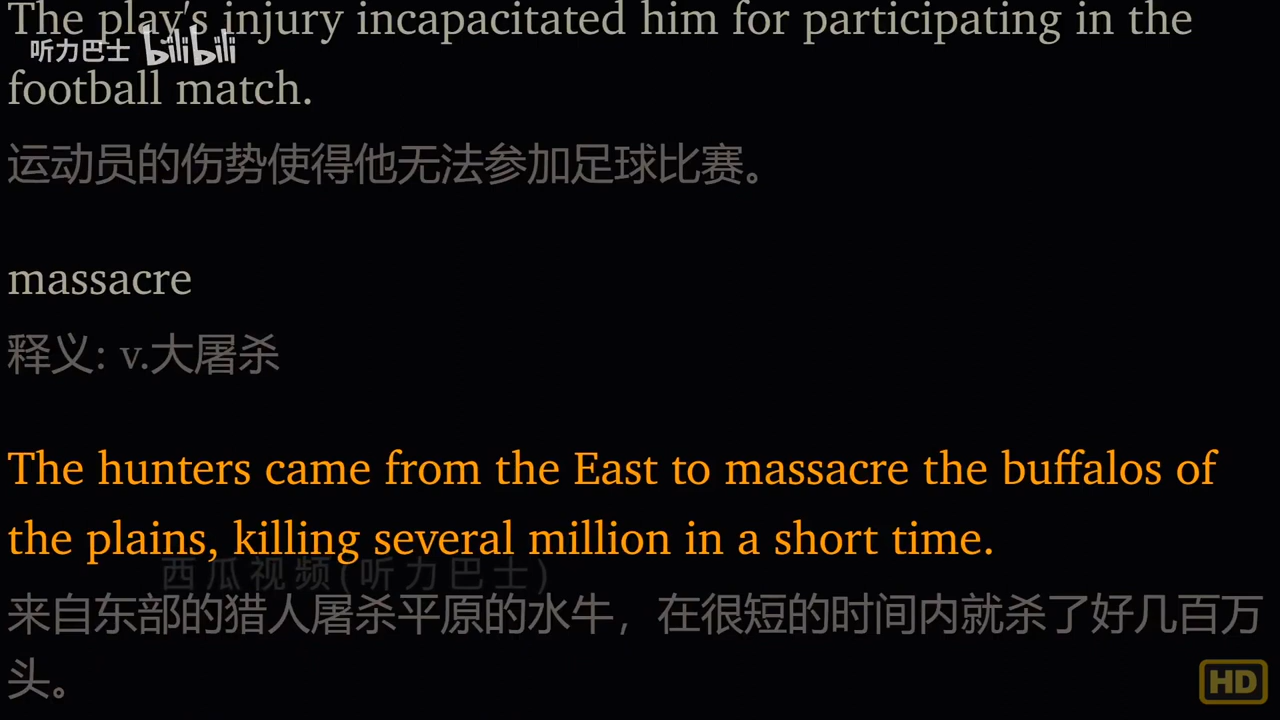 The play's injury incapacitated him for participating in the
听力巴士 bilibili
football match.
运动员的伤势使得他无法参加足球比赛。
massacre
释义: v.大屠杀
The hunters came from the East to massacre the buffalos of
the plains, killing several million in a short time.
西瓜视频(听力巴士)
来自东部的猎人屠杀平原的水牛，在很短的时间内就杀了好几百万
头。
HD